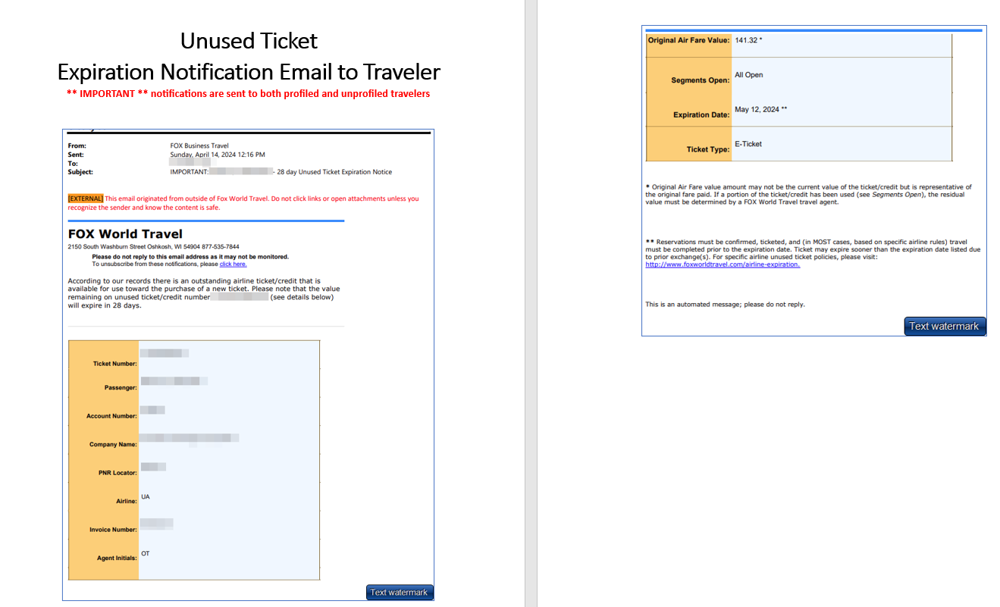 Unused Ticket
Expiration Notification Email to Traveler
** IMPORTANT ** notifications are sent to both profiled and unprofiled travelers
From: FOX Business Travel
Sent: Sunday, April 14, 2024 12:16 PM
To:
Subject: IMPORTANT: - 28 day Unused Ticket Expiration Notice
[EXTERNAL] This email originated from outside of Fox World Travel. Do not click links or open attachments unless you
recognize the sender and know the content is safe.
FOX World Travel
2150 South Washburn Street Oshkosh, WI 54904 877-535-7844
Please do not reply to this email address as it may not be monitored.
To unsubscribe from these notifications, please click here.
According to our records there is an outstanding airline ticket/credit that is
available for use toward the purchase of a new ticket. Please note that the value
remaining on unused ticket/credit number (see details below)
will expire in 28 days.
Ticket Number:
Passenger:
Account Number:
Company Name:
PNR Locator:
Airline: UA
Invoice Number:
Agent Initials: OT
Text watermark
Original Air Fare Value: 141.32 *
Segments Open: All Open
Expiration Date: May 12, 2024 **
Ticket Type: E-Ticket
* Original Air Fare value amount may not be the current value of the ticket/credit but is representative of
the original fare paid. If a portion of the ticket/credit has been used (see Segments Open), the residual
value must be determined by a FOX World Travel travel agent.
** Reservations must be confirmed, ticketed, and (in MOST cases, based on specific airline rules) travel
must be completed prior to the expiration date. Ticket may expire sooner than the expiration date listed due
to prior exchange(s). For specific airline unused ticket policies, please visit:
http://www.foxworldtravel.com/airline-expiration.
This is an automated message; please do not reply.
Text watermark